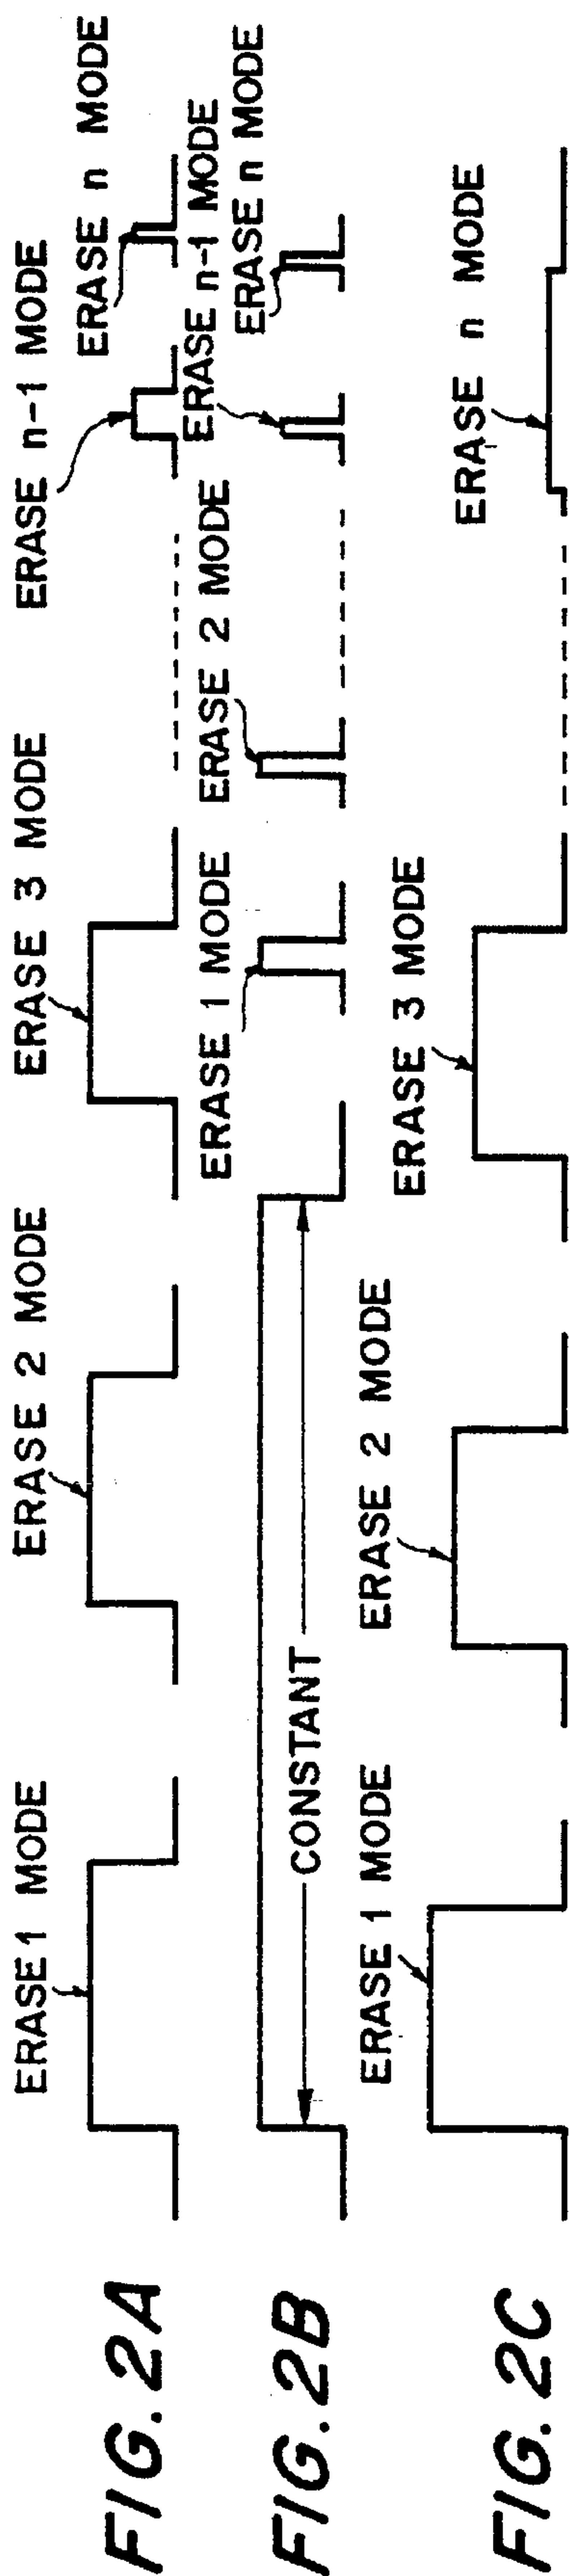 FIG. 2A
ERASE 1 MODE
ERASE 2 MODE
ERASE 3 MODE
ERASE n-1 MODE
ERASE n MODE
FIG. 2B
CONSTANT
ERASE 1 MODE
ERASE 2 MODE
ERASE n-1 MODE
ERASE n MODE
FIG. 2C
ERASE 1 MODE
ERASE 2 MODE
ERASE 3 MODE
ERASE n MODE